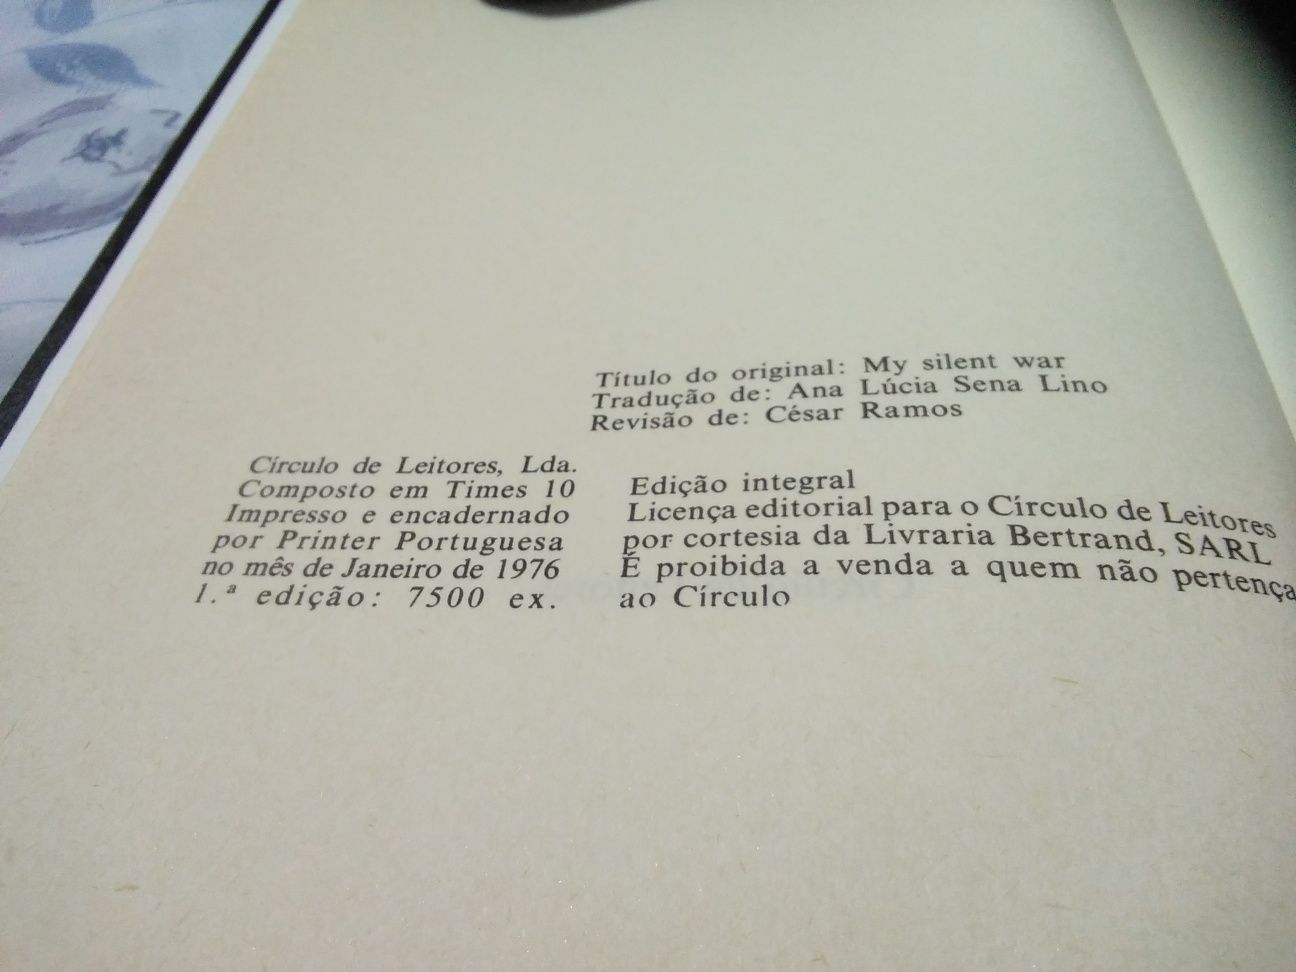 Título do original: My silent war
Tradução de: Ana Lúcia Sena Lino
Revisão de: César Ramos
Círculo de Leitores, Lda.
Composto em Times 10
Impresso e encadernado
por Printer Portuguesa
no mês de Janeiro de 1976
1.ª edição: 7500 ex.
Edição integral
Licença editorial para o Círculo de Leitores
por cortesia da Livraria Bertrand, SARL
É proibida a venda a quem não pertença
ao Círculo